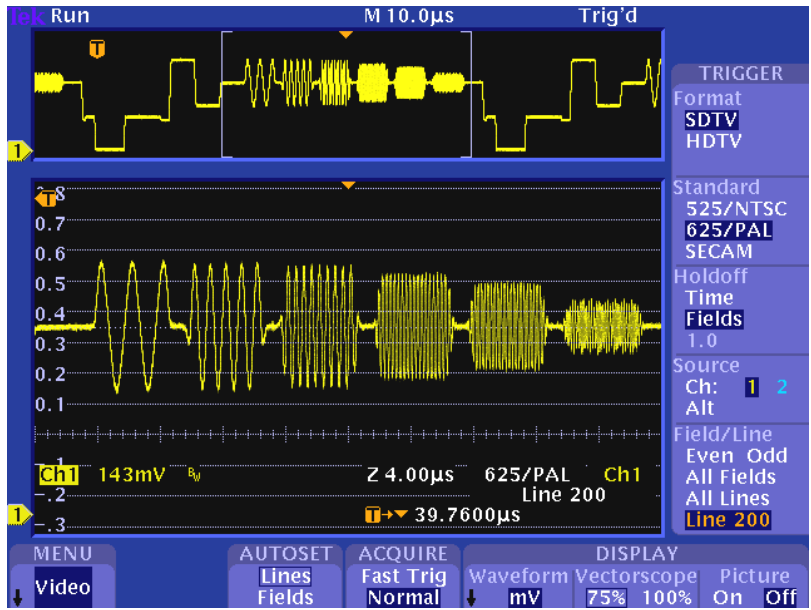 Tek Run M 10.0µs Trig'd
T
1
TRIGGER
Format
SDTV
HDTV
Standard
525/NTSC
625/PAL
SECAM
Holdoff
Time
Fields
1.0
Source
Ch: 1 2
Alt
Field/Line
Even Odd
All Fields
All Lines
Line 200
T
0.7
0.6
0.5
0.4
0.3
0.2
0.1
Ch1 143mV BW Z 4.00µs 625/PAL Ch1
-.2 Line 200
1 T→▼ 39.7600µs
-.3
MENU AUTOSET ACQUIRE DISPLAY
Video Lines Fast Trig Waveform Vectorscope Picture
Fields Normal mV 75% 100% On Off